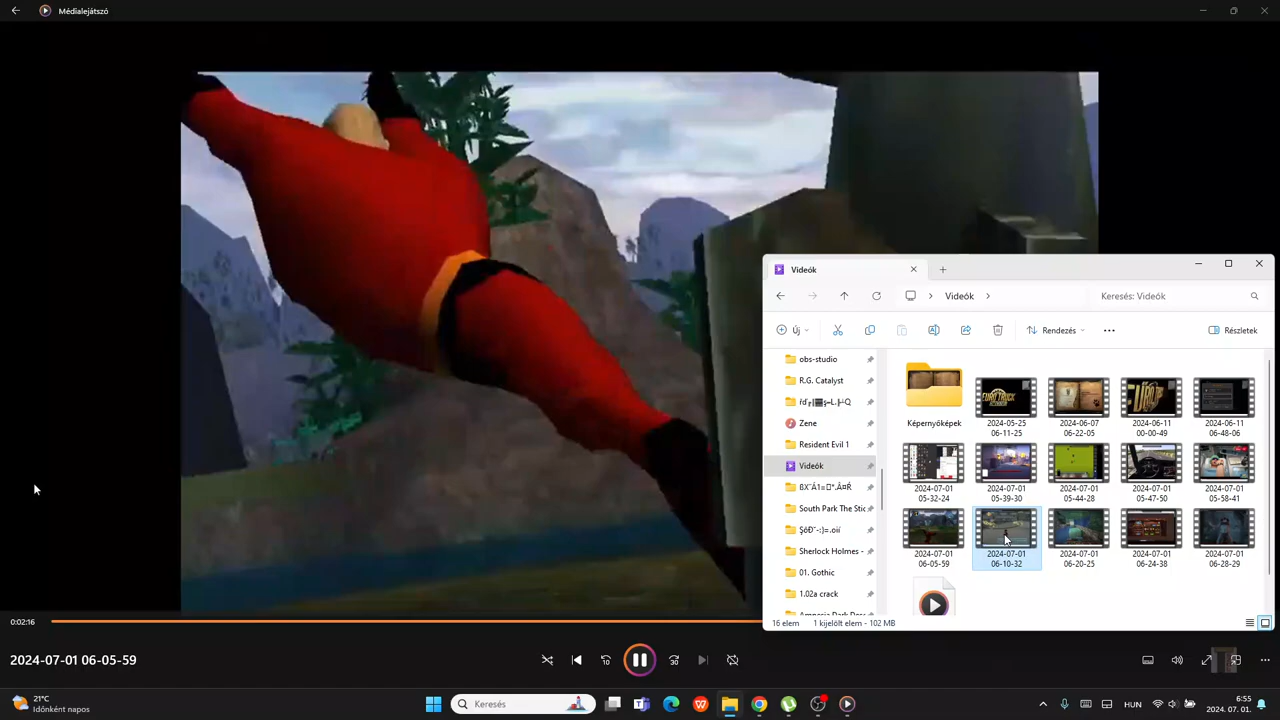 Médialejátszó
Videók
Videók
Keresés: Videók
Új
Rendezés
Részletek
obs-studio
R.G. Catalyst
Zene
Resident Evil 1
Videók
South Park The Stic
Sherlock Holmes -
01. Gothic
1.02a crack
Képernyőképek
2024-05-25
06-11-25
2024-06-07
06-22-05
2024-06-11
00-00-49
2024-06-11
06-48-06
2024-07-01
05-32-24
2024-07-01
05-39-30
2024-07-01
05-44-28
2024-07-01
05-47-50
2024-07-01
05-58-41
2024-07-01
06-05-59
2024-07-01
06-10-32
2024-07-01
06-20-25
2024-07-01
06-24-38
2024-07-01
06-28-29
16 elem
1 kijelölt elem - 102 MB
0:02:16
2024-07-01 06-05-59
10
30
21°C
Időnként napos
Keresés
HUN
6:55
2024. 07. 01.